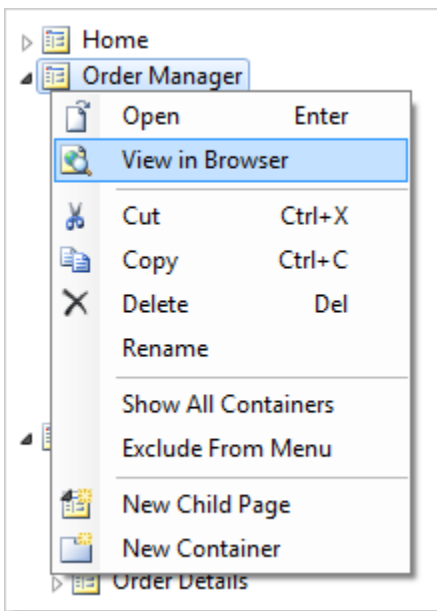 Home
Order Manager
Open Enter
View in Browser
Cut Ctrl+X
Copy Ctrl+C
Delete Del
Rename
Show All Containers
Exclude From Menu
New Child Page
New Container
Order Details